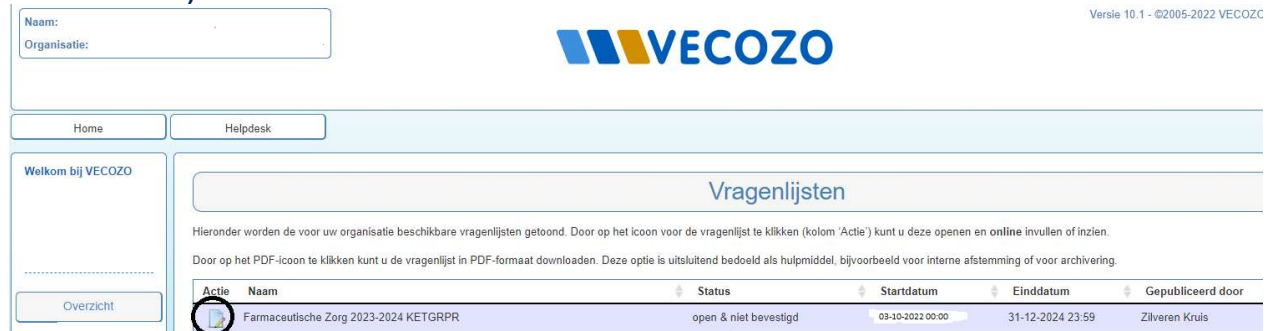 Naam:
Organisatie:
Versie 10.1 - ©2005-2022 VECOZO
VECOZO
Home
Helpdesk
Welkom bij VECOZO
Overzicht
Vragenlijsten
Hieronder worden de voor uw organisatie beschikbare vragenlijsten getoond. Door op het icoon voor de vragenlijst te klikken (kolom 'Actie') kunt u deze openen en online invullen of inzien.
Door op het PDF-icoon te klikken kunt u de vragenlijst in PDF-formaat downloaden. Deze optie is uitsluitend bedoeld als hulpmiddel, bijvoorbeeld voor interne afstemming of voor archivering.
Actie Naam Status Startdatum Einddatum Gepubliceerd door
Farmaceutische Zorg 2023-2024 KETGRPR open & niet bevestigd 03-10-2022 00:00 31-12-2024 23:59 Zilveren Kruis